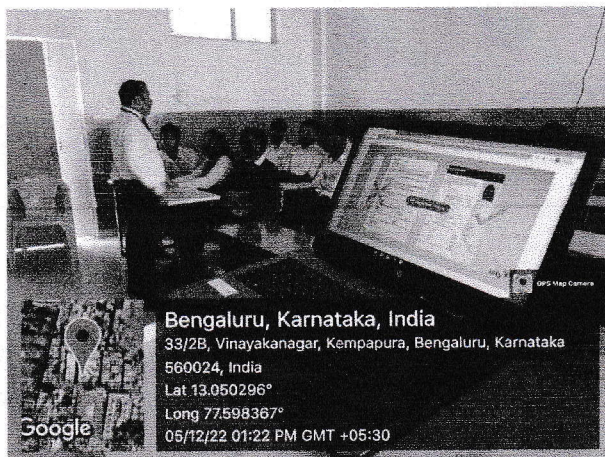 GPS Map Camera
Bengaluru, Karnataka, India
33/2B, Vinayakanagar, Kempapura, Bengaluru, Karnataka
560024, India
Lat 13.050296°
Long 77.598367°
05/12/22 01:22 PM GMT +05:30
Google